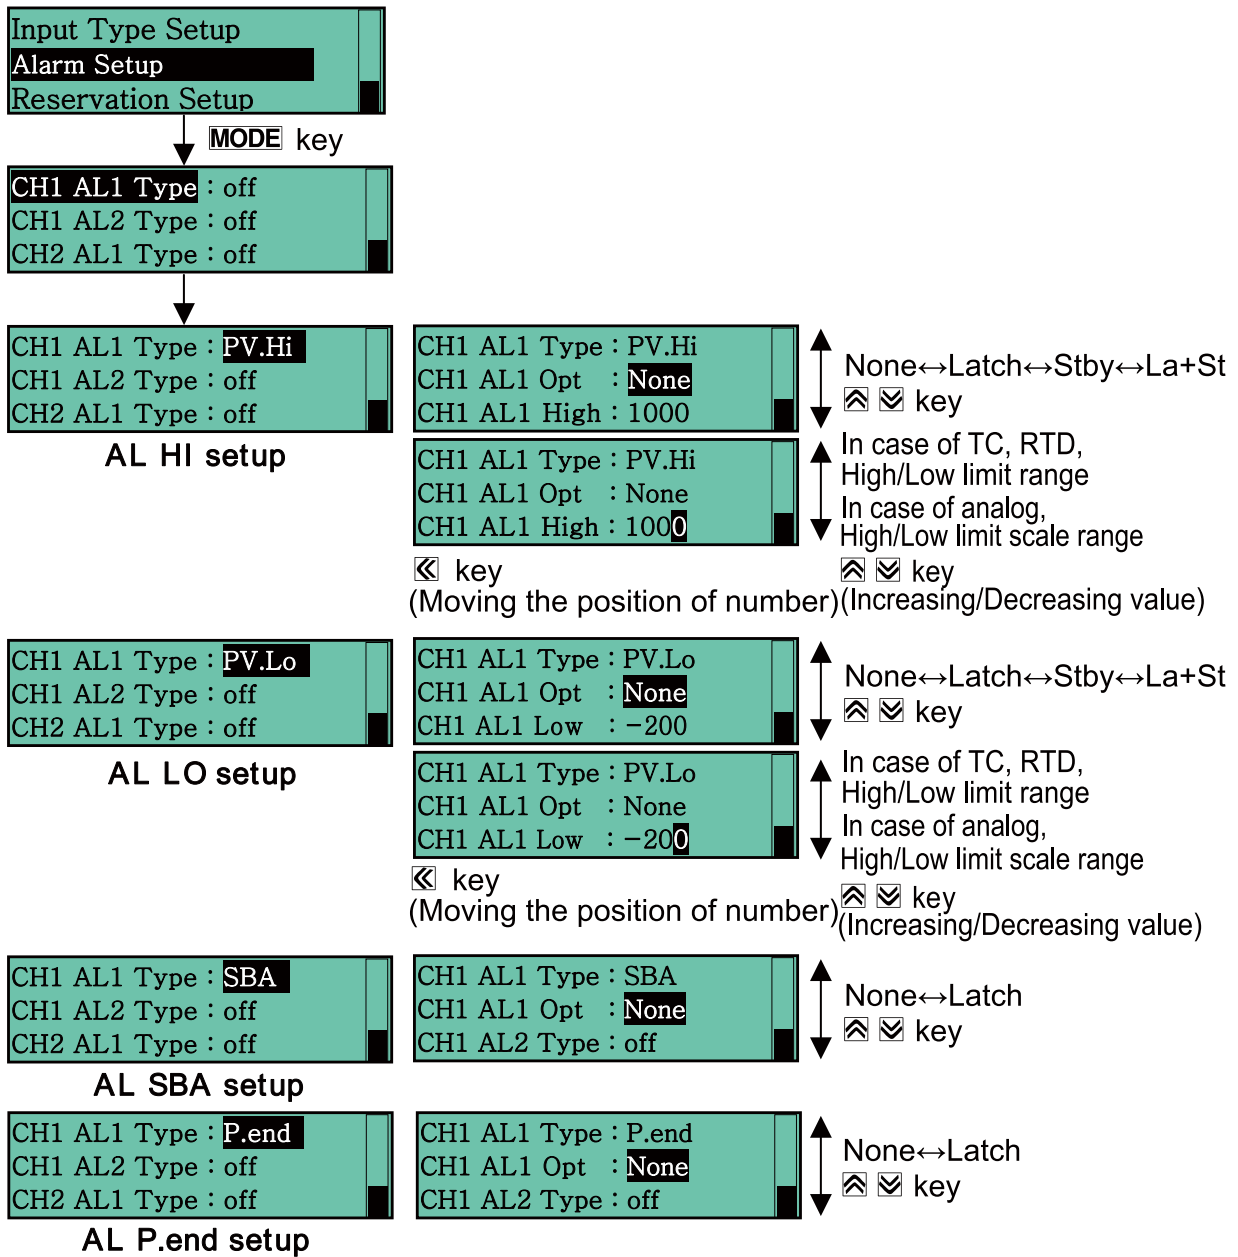 Input Type Setup
Alarm Setup
Reservation Setup
MODE key
CH1 AL1 Type : off
CH1 AL2 Type : off
CH2 AL1 Type : off
CH1 AL1 Type : PV.Hi
CH1 AL2 Type : off
CH2 AL1 Type : off
AL HI setup
CH1 AL1 Type : PV.Hi
CH1 AL1 Opt : None
CH1 AL1 High : 1000
None↔Latch↔Stby↔La+St
key
CH1 AL1 Type : PV.Hi
CH1 AL1 Opt : None
CH1 AL1 High : 1000
In case of TC, RTD,
High/Low limit range
In case of analog,
High/Low limit scale range
key
(Moving the position of number)
key
(Increasing/Decreasing value)
CH1 AL1 Type : PV.Lo
CH1 AL2 Type : off
CH2 AL1 Type : off
AL LO setup
CH1 AL1 Type : PV.Lo
CH1 AL1 Opt : None
CH1 AL1 Low : −200
None↔Latch↔Stby↔La+St
key
CH1 AL1 Type : PV.Lo
CH1 AL1 Opt : None
CH1 AL1 Low : −200
In case of TC, RTD,
High/Low limit range
In case of analog,
High/Low limit scale range
key
(Moving the position of number)
key
(Increasing/Decreasing value)
CH1 AL1 Type : SBA
CH1 AL2 Type : off
CH2 AL1 Type : off
AL SBA setup
CH1 AL1 Type : SBA
CH1 AL1 Opt : None
CH1 AL2 Type : off
None↔Latch
key
CH1 AL1 Type : P.end
CH1 AL2 Type : off
CH2 AL1 Type : off
AL P.end setup
CH1 AL1 Type : P.end
CH1 AL1 Opt : None
CH1 AL2 Type : off
None↔Latch
key